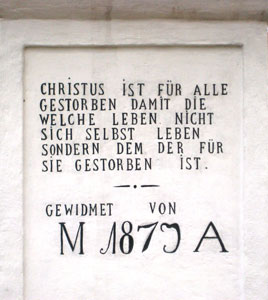 CHRISTUS IST FÜR ALLE
GESTORBEN DAMIT DIE
WELCHE LEBEN NICHT
SICH SELBST LEBEN
SONDERN DEM DER FÜR
SIE GESTORBEN IST.
GEWIDMET VON
M 1879 A